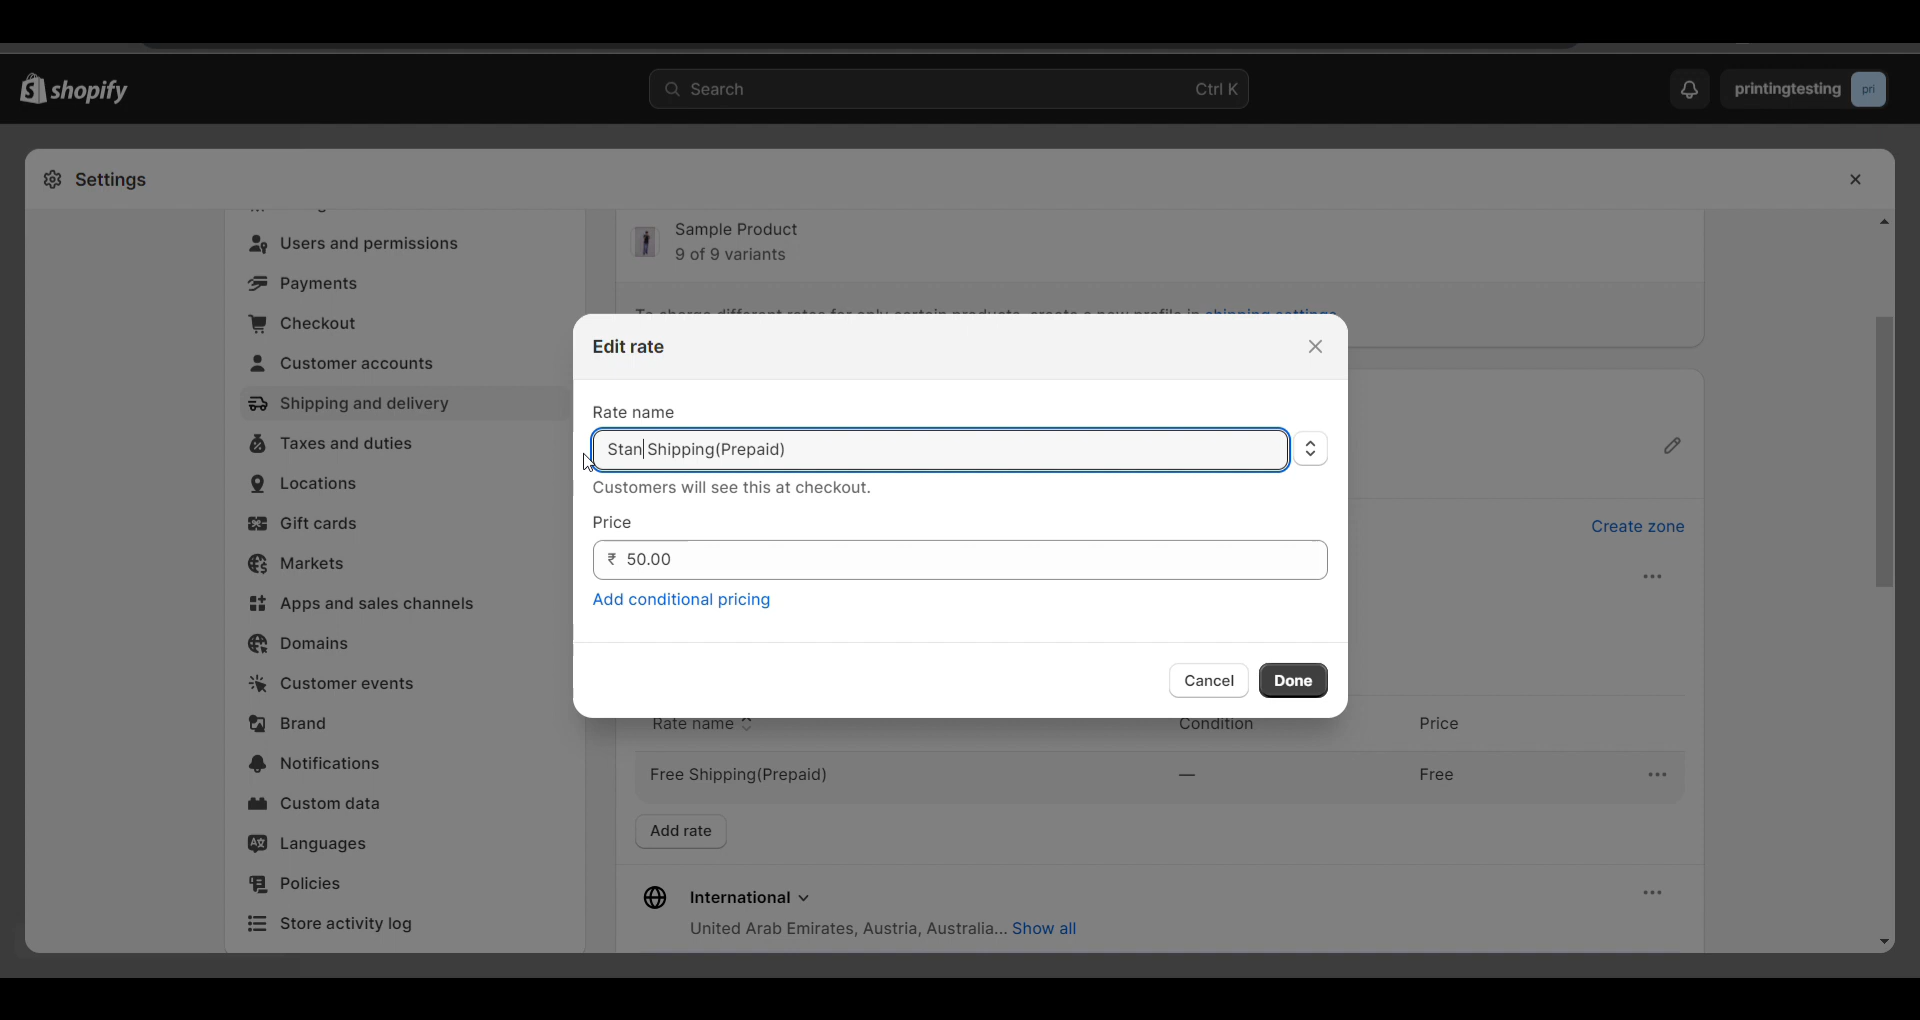 shopify
Search
Ctrl K
printingtesting
pri
Settings
Users and permissions
Payments
Checkout
Customer accounts
Shipping and delivery
Taxes and duties
Locations
Gift cards
Markets
Apps and sales channels
Domains
Customer events
Brand
Notifications
Custom data
Languages
Policies
Store activity log
Sample Product
9 of 9 variants
To charge different rates for only certain products, create a new profile in shipping settings
Edit rate
Rate name
Stan Shipping(Prepaid)
Customers will see this at checkout.
Price
₹ 50.00
Add conditional pricing
Cancel
Done
Create zone
Rate name
Condition
Price
Free Shipping(Prepaid)
—
Free
Add rate
International
United Arab Emirates, Austria, Australia... Show all